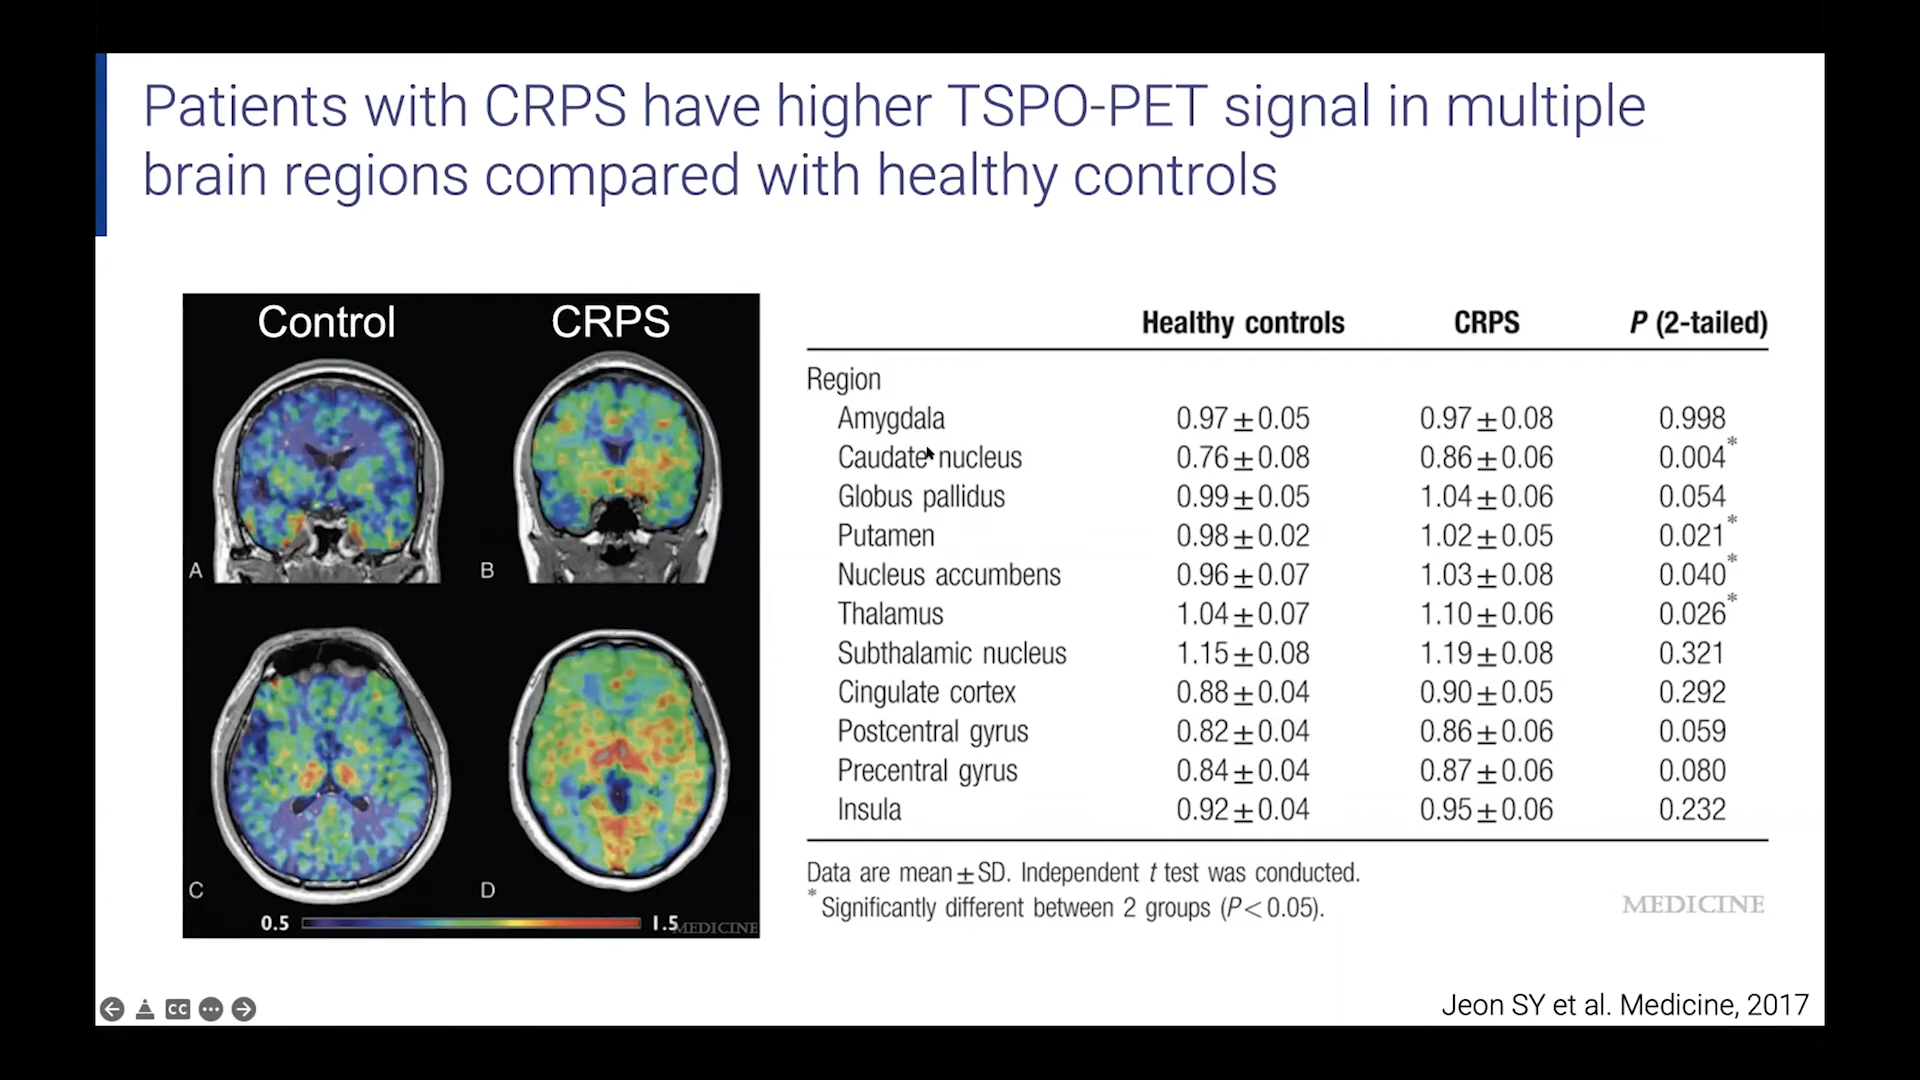 Patients with CRPS have higher TSPO-PET signal in multiple
brain regions compared with healthy controls
Control
CRPS
A
B
C
D
0.5
1.5
MEDICINE
Healthy controls CRPS P (2-tailed)
Region
Amygdala 0.97±0.05 0.97±0.08 0.998
Caudate nucleus 0.76±0.08 0.86±0.06 0.004*
Globus pallidus 0.99±0.05 1.04±0.06 0.054
Putamen 0.98±0.02 1.02±0.05 0.021*
Nucleus accumbens 0.96±0.07 1.03±0.08 0.040*
Thalamus 1.04±0.07 1.10±0.06 0.026*
Subthalamic nucleus 1.15±0.08 1.19±0.08 0.321
Cingulate cortex 0.88±0.04 0.90±0.05 0.292
Postcentral gyrus 0.82±0.04 0.86±0.06 0.059
Precentral gyrus 0.84±0.04 0.87±0.06 0.080
Insula 0.92±0.04 0.95±0.06 0.232
Data are mean±SD. Independent t test was conducted.
*Significantly different between 2 groups (P<0.05).
MEDICINE
CC
Jeon SY et al. Medicine, 2017